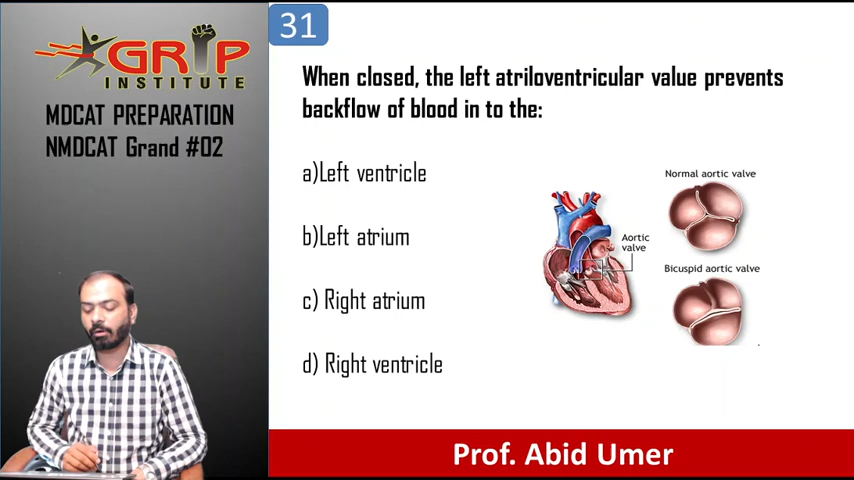 31
GRIP
INSTITUTE
MDCAT PREPARATION
NMDCAT Grand #02
When closed, the left atriloventricular value prevents
backflow of blood in to the:
a)Left ventricle
b)Left atrium
c) Right atrium
d) Right ventricle
Normal aortic valve
Aortic
valve
Bicuspid aortic valve
Prof. Abid Umer